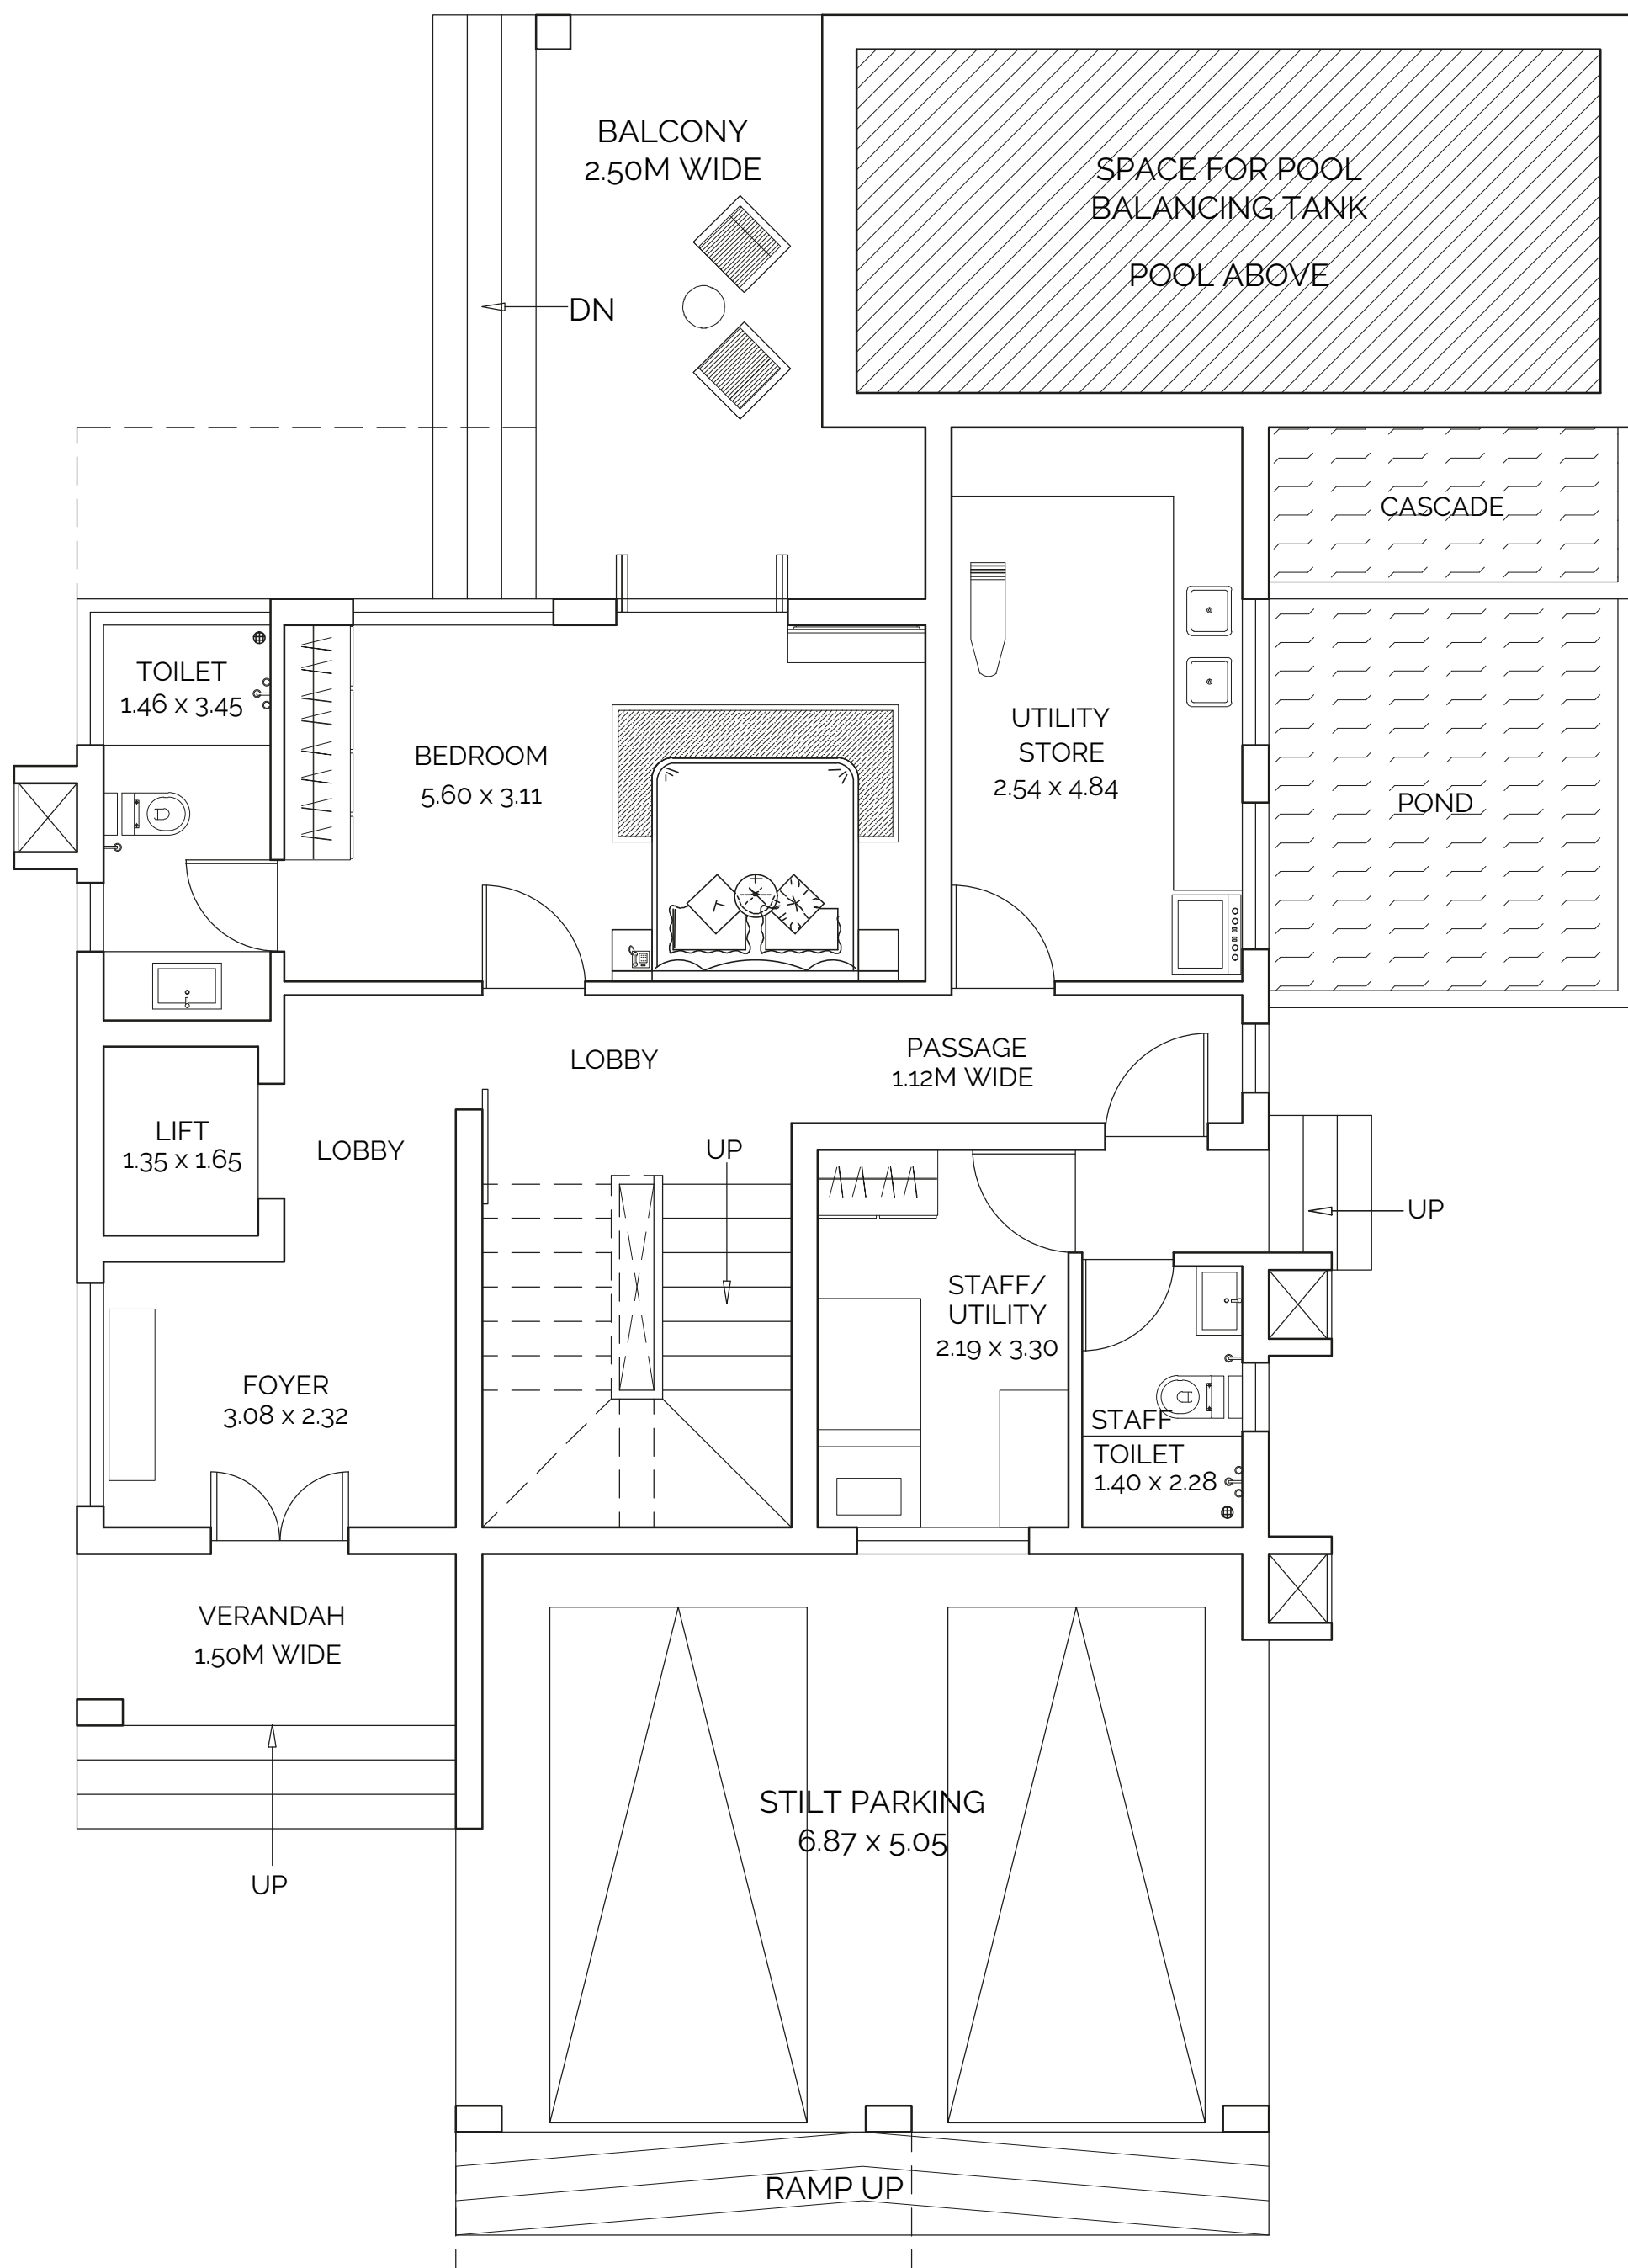 BALCONY
2.50M WIDE
SPACE FOR POOL
BALANCING TANK
POOL ABOVE
DN
CASCADE
TOILET
1.46 x 3.45
BEDROOM
5.60 x 3.11
UTILITY
STORE
2.54 x 4.84
POND
LOBBY
PASSAGE
1.12M WIDE
LIFT
1.35 x 1.65
LOBBY
UP
UP
STAFF/
UTILITY
2.19 x 3.30
FOYER
3.08 x 2.32
STAFF
TOILET
1.40 x 2.28
VERANDAH
1.50M WIDE
STILT PARKING
6.87 x 5.05
UP
RAMP UP